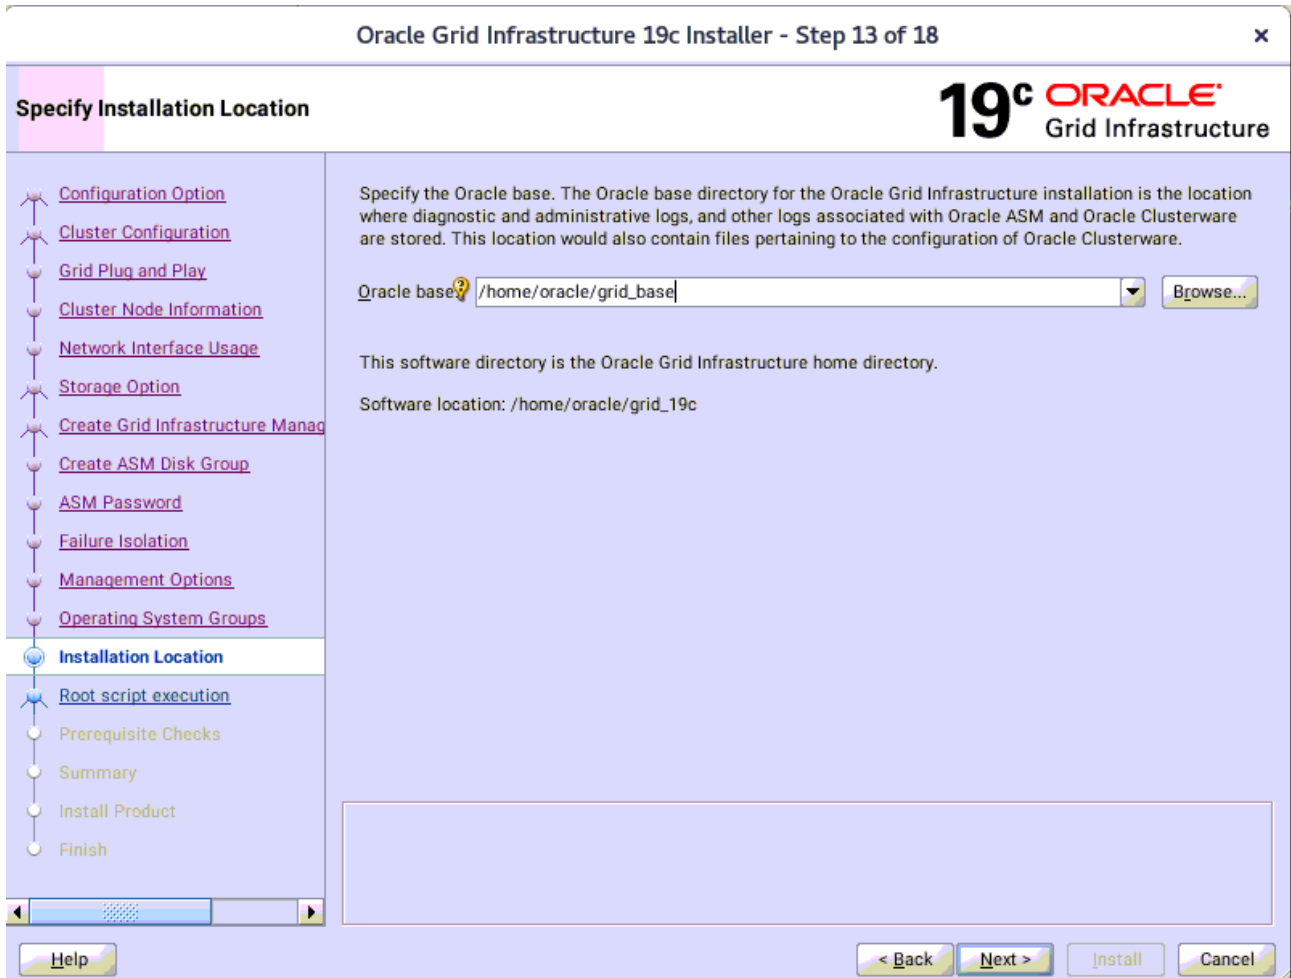 Oracle Grid Infrastructure 19c Installer - Step 13 of 18
Specify Installation Location
19c ORACLE
Grid Infrastructure
Configuration Option
Cluster Configuration
Grid Plug and Play
Cluster Node Information
Network Interface Usage
Storage Option
Create Grid Infrastructure Manag
Create ASM Disk Group
ASM Password
Failure Isolation
Management Options
Operating System Groups
Installation Location
Root script execution
Prerequisite Checks
Summary
Install Product
Finish
Specify the Oracle base. The Oracle base directory for the Oracle Grid Infrastructure installation is the location
where diagnostic and administrative logs, and other logs associated with Oracle ASM and Oracle Clusterware
are stored. This location would also contain files pertaining to the configuration of Oracle Clusterware.
Oracle base /home/oracle/grid_base Browse...
This software directory is the Oracle Grid Infrastructure home directory.
Software location: /home/oracle/grid_19c
Help < Back Next > Install Cancel